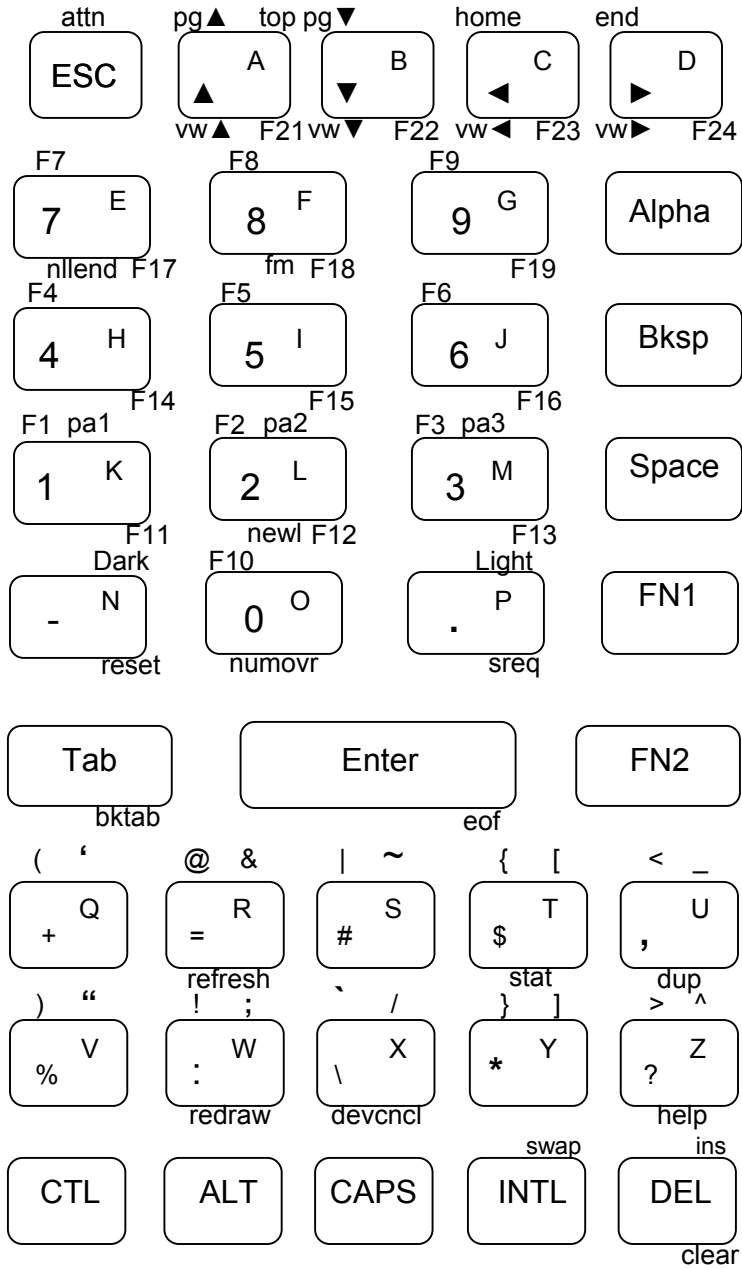 attn pg▲ top pg▼ home end
ESC A B C D
▲ ▼ ◀ ▶
vw▲ F21 vw▼ F22 vw◀ F23 vw▶ F24
F7 F8 F9
7 E 8 F 9 G Alpha
nllend F17 fm F18 F19
F4 F5 F6
4 H 5 I 6 J Bksp
F14 F15 F16
F1 pa1 F2 pa2 F3 pa3
1 K 2 L 3 M Space
F11 newl F12 F13
Dark F10 Light
- N 0 O . P FN1
reset numovr sreq
Tab Enter FN2
bktab eof
( ‘ @ & | ~ { [ < _
Q R S T U
+ = # $ ,
refresh stat dup
) “ ! ; ` / } ] > ^
V W X Y Z
% : \ * ?
redraw devcncl help
swap ins
CTL ALT CAPS INTL DEL
clear